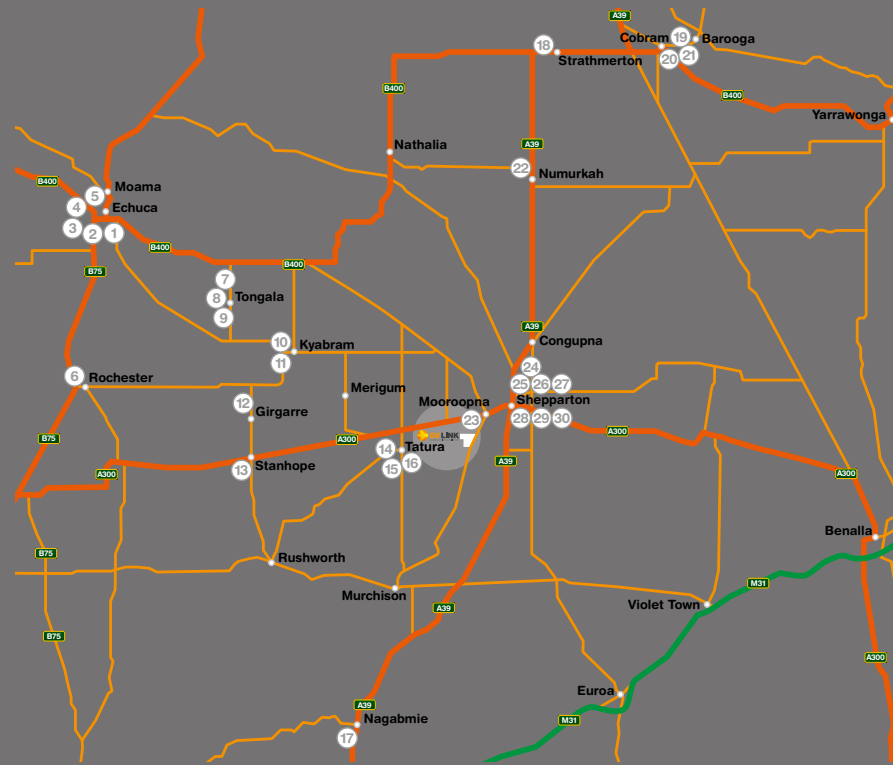 A39
Cobram
19
Barooga
18
Strathmerton
20
21
B400
B400
Yarrawonga
Nathalia
A39
22
Numurkah
B400
5
Moama
4
Echuca
3
2
1
B400
B400
B75
7
8
Tongala
9
A39
Congupna
10
Kyabram
11
24
6
Rochester
25
26
27
Merigum
12
Girgarre
Mooroopna
Shepparton
23
28
29
30
B75
A300
LINK
A300
14
Tatura
13
Stanhope
15
16
A39
A300
A300
Benalla
B75
Rushworth
M31
Murchison
A39
Violet Town
B75
A300
Euroa
A39
Nagabmie
M31
17